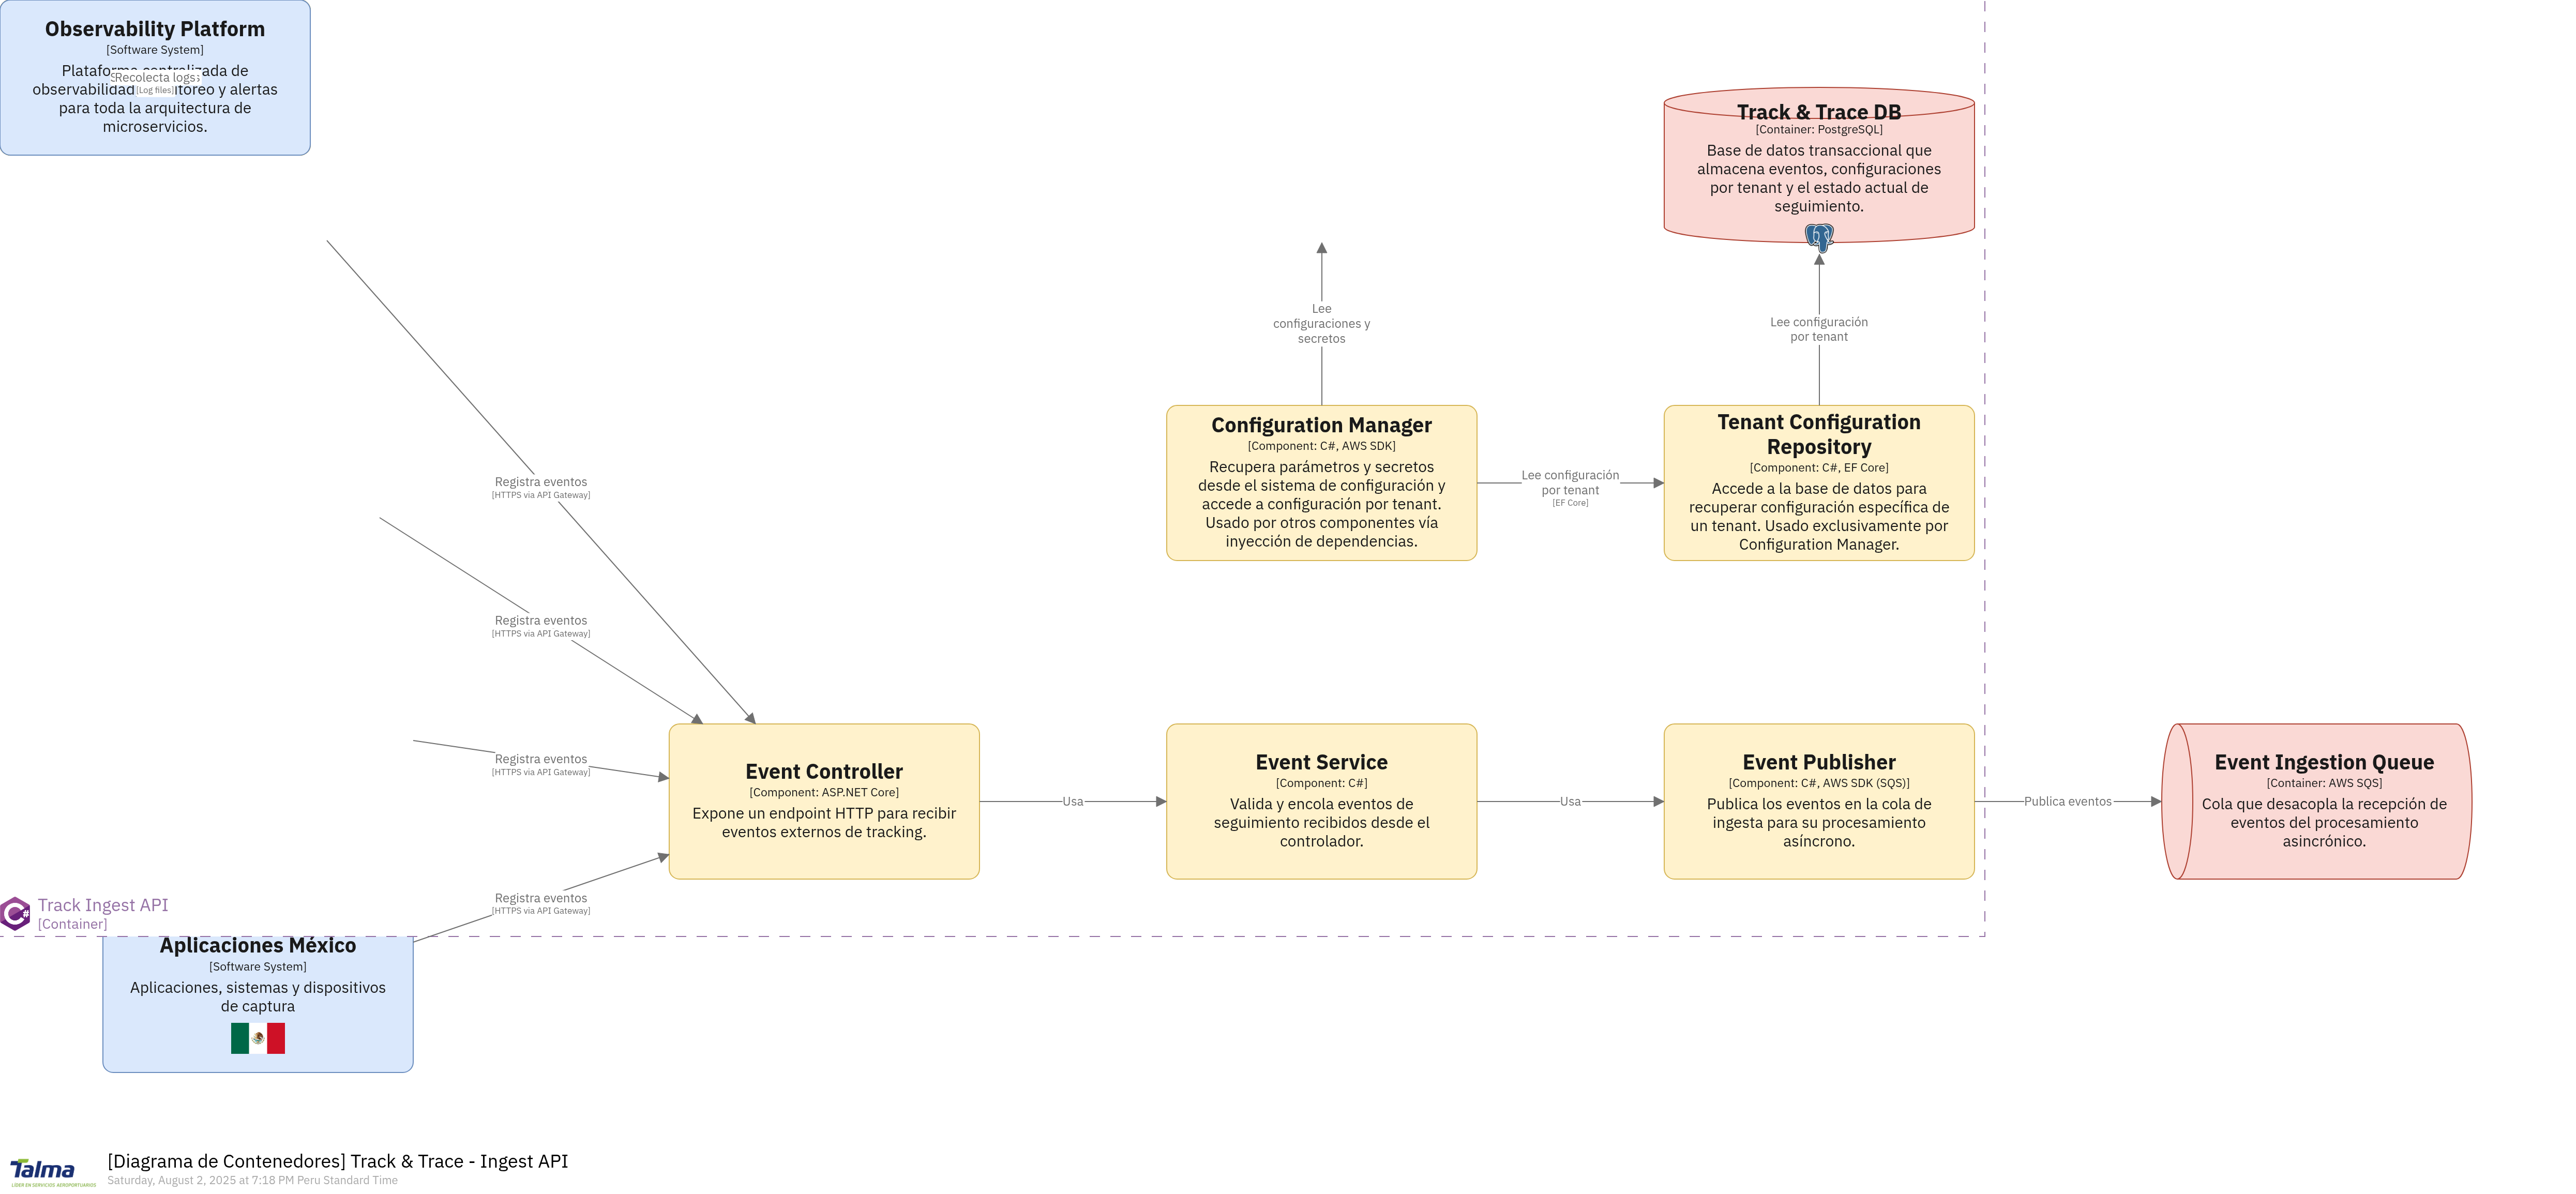 Observability Platform
[Software System]
Plataforma centralizada de
observabilidad, monitoreo y alertas
para toda la arquitectura de
microservicios.
Recolecta logs
[Log files]
Track & Trace DB
[Container: PostgreSQL]
Base de datos transaccional que
almacena eventos, configuraciones
por tenant y el estado actual de
seguimiento.
Lee
configuraciones y
secretos
Lee configuración
por tenant
Configuration Manager
[Component: C#, AWS SDK]
Recupera parámetros y secretos
desde el sistema de configuración y
accede a configuración por tenant.
Usado por otros componentes vía
inyección de dependencias.
Lee configuración
por tenant
[EF Core]
Tenant Configuration
Repository
[Component: C#, EF Core]
Accede a la base de datos para
recuperar configuración específica de
un tenant. Usado exclusivamente por
Configuration Manager.
Registra eventos
[HTTPS via API Gateway]
Registra eventos
[HTTPS via API Gateway]
Registra eventos
[HTTPS via API Gateway]
Registra eventos
[HTTPS via API Gateway]
Event Controller
[Component: ASP.NET Core]
Expone un endpoint HTTP para recibir
eventos externos de tracking.
Usa
Event Service
[Component: C#]
Valida y encola eventos de
seguimiento recibidos desde el
controlador.
Usa
Event Publisher
[Component: C#, AWS SDK (SQS)]
Publica los eventos en la cola de
ingesta para su procesamiento
asíncrono.
Publica eventos
Event Ingestion Queue
[Container: AWS SQS]
Cola que desacopla la recepción de
eventos del procesamiento
asincrónico.
C#
Track Ingest API
[Container]
Aplicaciones México
[Software System]
Aplicaciones, sistemas y dispositivos
de captura
Talma
LÍDER EN SERVICIOS AEROPORTUARIOS
[Diagrama de Contenedores] Track & Trace - Ingest API
Saturday, August 2, 2025 at 7:18 PM Peru Standard Time